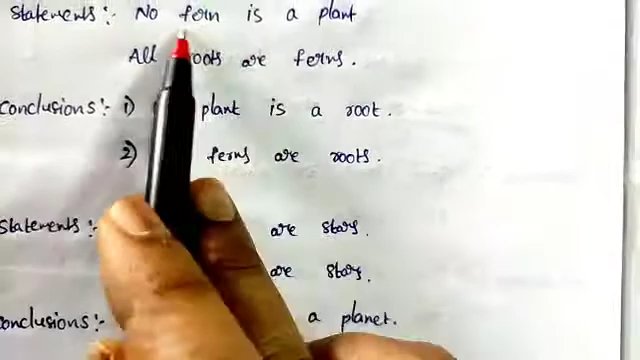 Statements:- No fern is a plant
All roots are ferns.
Conclusions:- 1) plant is a root.
2) ferns are roots.
Statements:- are stars.
are stars.
Conclusions:- a planet.